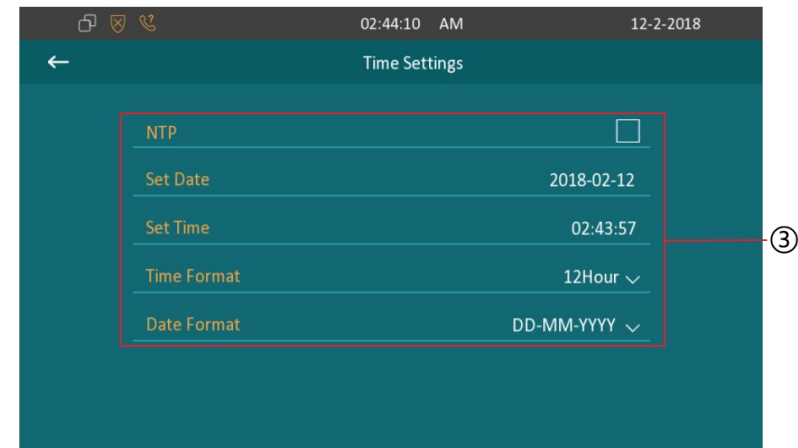 02:44:10 AM 12-2-2018
Time Settings
NTP
Set Date 2018-02-12
Set Time 02:43:57
Time Format 12Hour
Date Format DD-MM-YYYY
③